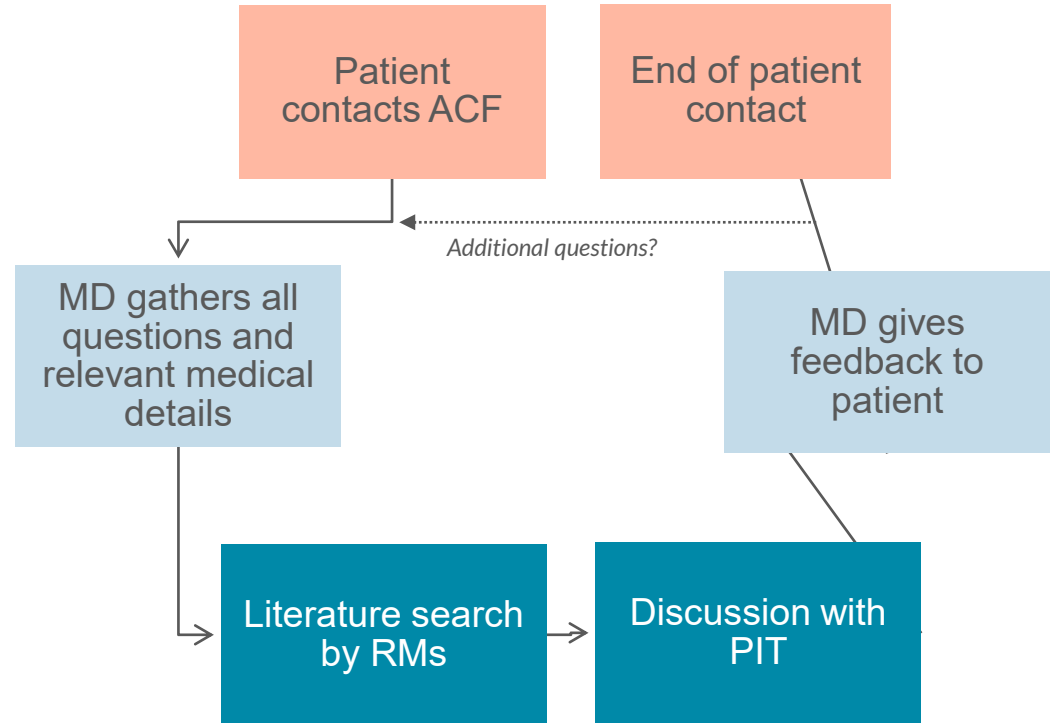 Patient
contacts ACF
End of patient
contact
Additional questions?
MD gathers all
questions and
relevant medical
details
MD gives
feedback to
patient
Literature search
by RMs
Discussion with
PIT